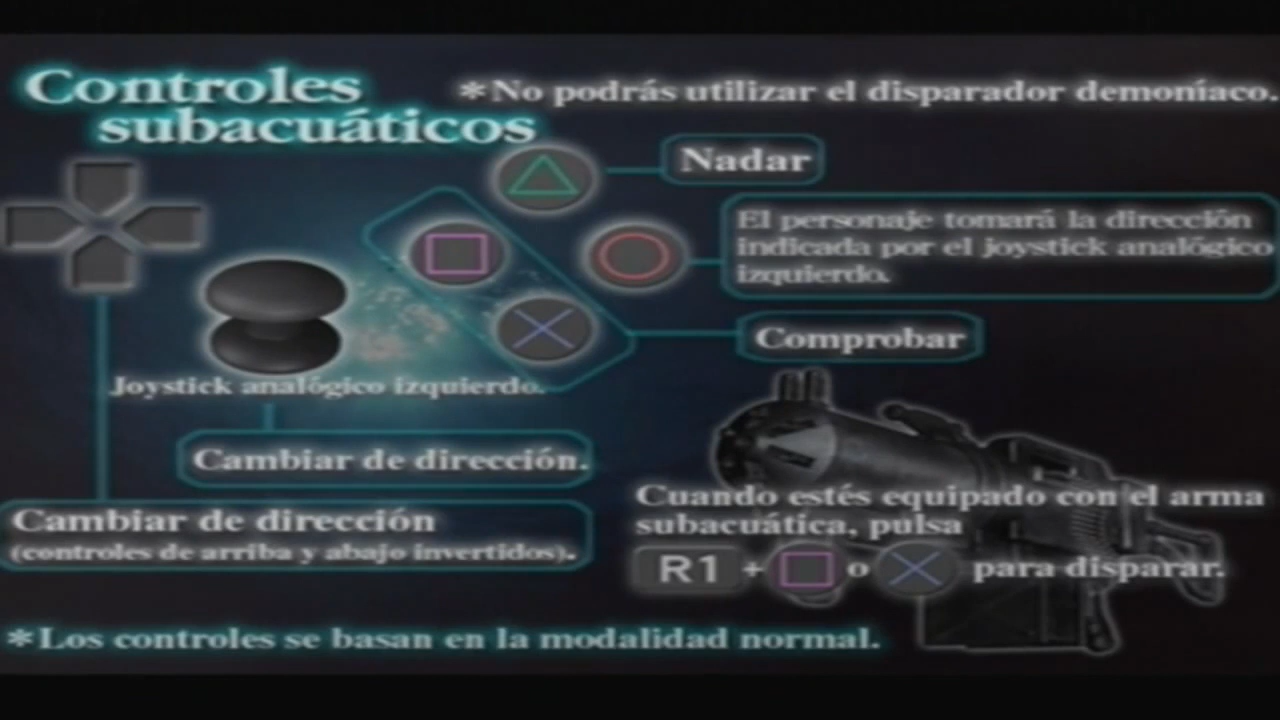 Controles
subacuáticos
*No podrás utilizar el disparador demoníaco.
Nadar
El personaje tomará la dirección
indicada por el joystick analógico
izquierdo.
Comprobar
Joystick analógico izquierdo.
Cambiar de dirección.
Cambiar de dirección
(controles de arriba y abajo invertidos).
Cuando estés equipado con el arma
subacuática, pulsa
R1 + o para disparar.
*Los controles se basan en la modalidad normal.